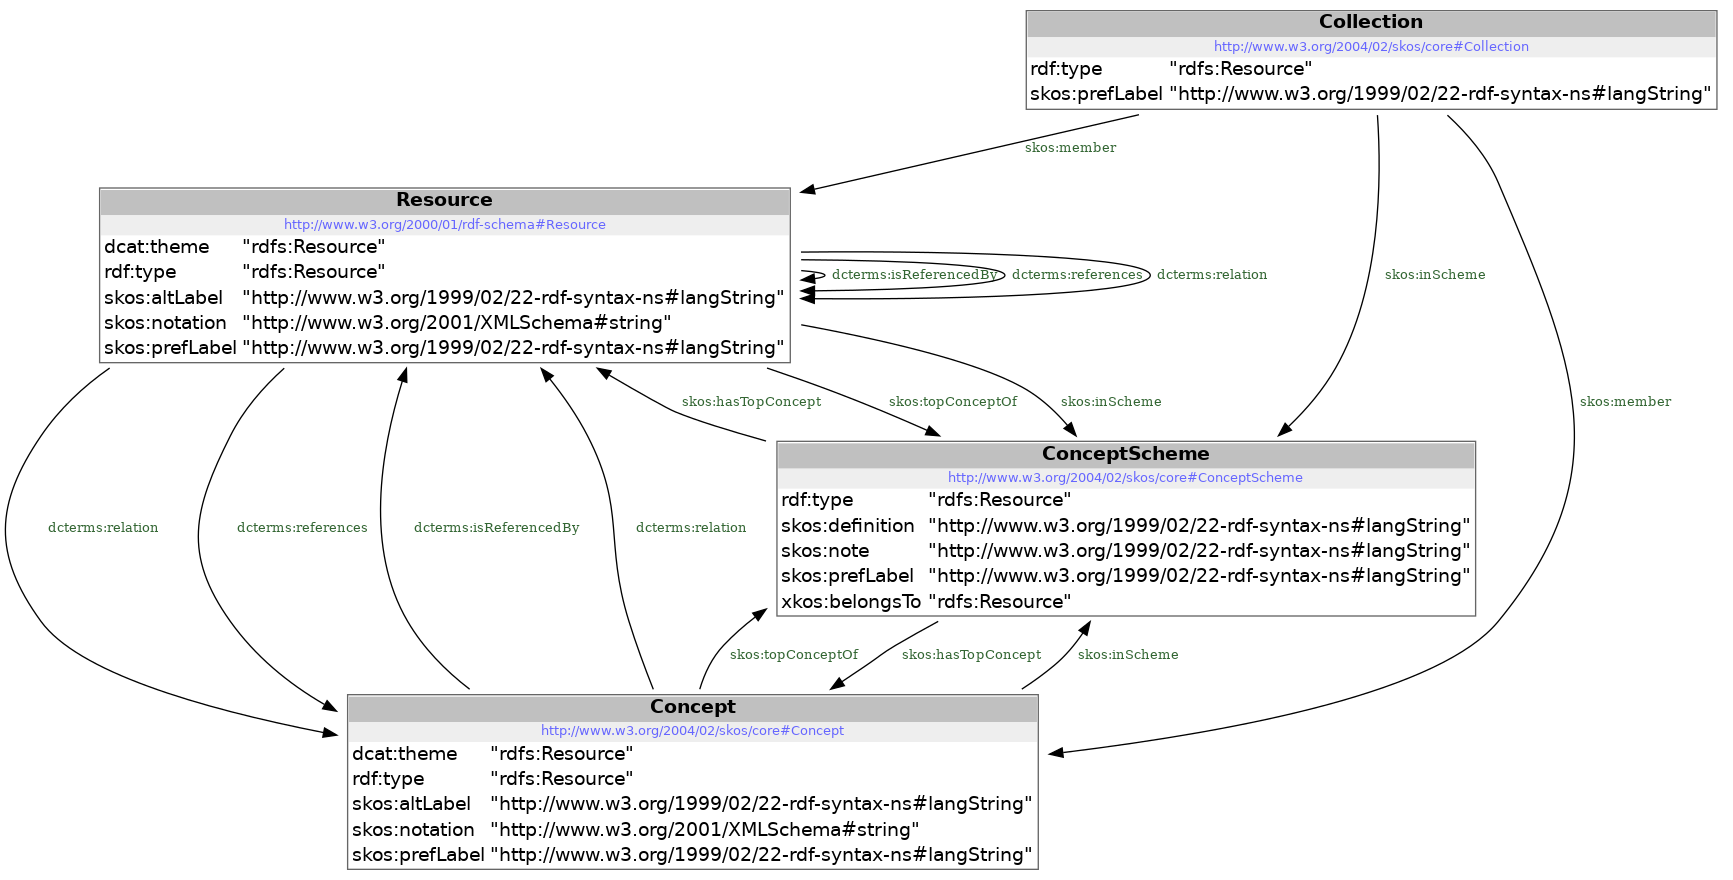 Collection
http://www.w3.org/2004/02/skos/core#Collection
rdf:type "rdfs:Resource"
skos:prefLabel "http://www.w3.org/1999/02/22-rdf-syntax-ns#langString"
skos:member
Resource
http://www.w3.org/2000/01/rdf-schema#Resource
dcat:theme "rdfs:Resource"
rdf:type "rdfs:Resource"
skos:altLabel "http://www.w3.org/1999/02/22-rdf-syntax-ns#langString"
skos:notation "http://www.w3.org/2001/XMLSchema#string"
skos:prefLabel "http://www.w3.org/1999/02/22-rdf-syntax-ns#langString"
dcterms:isReferencedBy dcterms:references dcterms:relation skos:inScheme
skos:hasTopConcept skos:topConceptOf skos:inScheme skos:member
ConceptScheme
http://www.w3.org/2004/02/skos/core#ConceptScheme
rdf:type "rdfs:Resource"
skos:definition "http://www.w3.org/1999/02/22-rdf-syntax-ns#langString"
skos:note "http://www.w3.org/1999/02/22-rdf-syntax-ns#langString"
skos:prefLabel "http://www.w3.org/1999/02/22-rdf-syntax-ns#langString"
xkos:belongsTo "rdfs:Resource"
dcterms:relation dcterms:references dcterms:isReferencedBy dcterms:relation
skos:topConceptOf skos:hasTopConcept skos:inScheme
Concept
http://www.w3.org/2004/02/skos/core#Concept
dcat:theme "rdfs:Resource"
rdf:type "rdfs:Resource"
skos:altLabel "http://www.w3.org/1999/02/22-rdf-syntax-ns#langString"
skos:notation "http://www.w3.org/2001/XMLSchema#string"
skos:prefLabel "http://www.w3.org/1999/02/22-rdf-syntax-ns#langString"